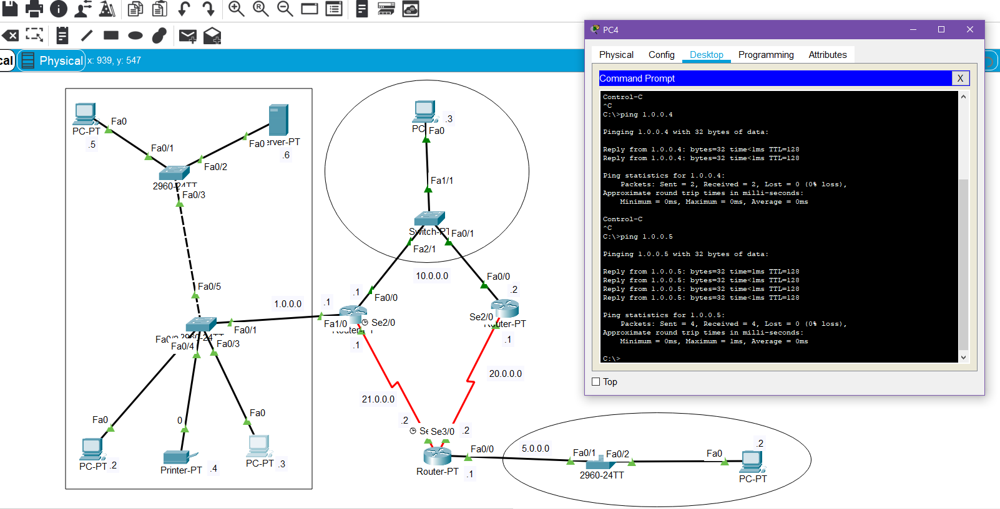 cal
Physical
x: 939, y: 547
PC-PT
.5
Fa0
Fa0/1
Fa0
erver-PT
.6
Fa0/2
2960-24TT
Fa0/3
Fa0/5
1.0.0.0
.1
Fa1/0
Fa0/1
2960-24TT
Fa0/4
Fa0/3
Fa0
PC-PT
.2
0
Printer-PT
.4
Fa0
PC-PT
.3
PC
.3
Fa0
Fa1/1
Switch-PT
Fa0/1
Fa2/1
10.0.0.0
.1
Fa0/0
Se2/0
Router-PT
.1
Fa0/0
.2
Se2/0
Router-PT
.1
20.0.0.0
21.0.0.0
.2
Se
Se3/0
.2
Fa0/0
Router-PT
.1
5.0.0.0
Fa0/1
Fa0/2
2960-24TT
Fa0
.2
PC-PT
PC4
Physical
Config
Desktop
Programming
Attributes
Command Prompt
X
Control-C
^C
C:\>ping 1.0.0.4
Pinging 1.0.0.4 with 32 bytes of data:
Reply from 1.0.0.4: bytes=32 time<1ms TTL=128
Reply from 1.0.0.4: bytes=32 time<1ms TTL=128
Ping statistics for 1.0.0.4:
Packets: Sent = 2, Received = 2, Lost = 0 (0% loss),
Approximate round trip times in milli-seconds:
Minimum = 0ms, Maximum = 0ms, Average = 0ms
Control-C
^C
C:\>ping 1.0.0.5
Pinging 1.0.0.5 with 32 bytes of data:
Reply from 1.0.0.5: bytes=32 time=1ms TTL=128
Reply from 1.0.0.5: bytes=32 time<1ms TTL=128
Reply from 1.0.0.5: bytes=32 time<1ms TTL=128
Reply from 1.0.0.5: bytes=32 time<1ms TTL=128
Ping statistics for 1.0.0.5:
Packets: Sent = 4, Received = 4, Lost = 0 (0% loss),
Approximate round trip times in milli-seconds:
Minimum = 0ms, Maximum = 1ms, Average = 0ms
C:\>
Top